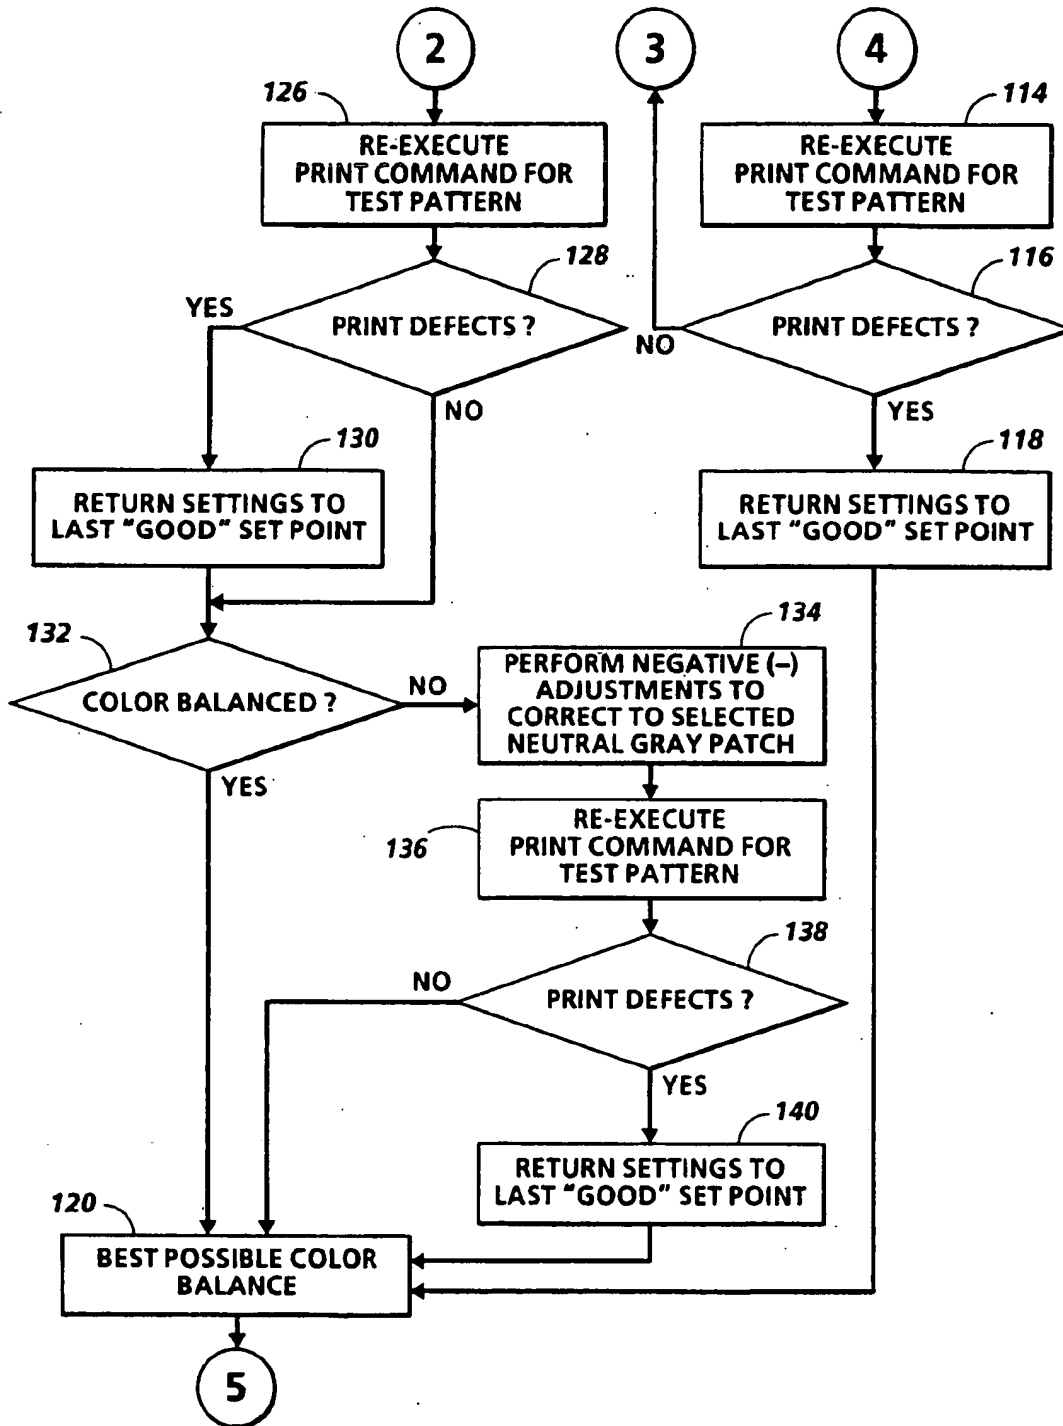 2
3
4
126
114
RE-EXECUTE
PRINT COMMAND FOR
TEST PATTERN
RE-EXECUTE
PRINT COMMAND FOR
TEST PATTERN
128
116
YES
PRINT DEFECTS ?
NO
PRINT DEFECTS ?
NO
YES
130
118
RETURN SETTINGS TO
LAST "GOOD" SET POINT
RETURN SETTINGS TO
LAST "GOOD" SET POINT
132
134
COLOR BALANCED ?
NO
PERFORM NEGATIVE (–)
ADJUSTMENTS TO
CORRECT TO SELECTED
NEUTRAL GRAY PATCH
YES
136
RE-EXECUTE
PRINT COMMAND FOR
TEST PATTERN
138
NO
PRINT DEFECTS ?
YES
140
RETURN SETTINGS TO
LAST "GOOD" SET POINT
120
BEST POSSIBLE COLOR
BALANCE
5